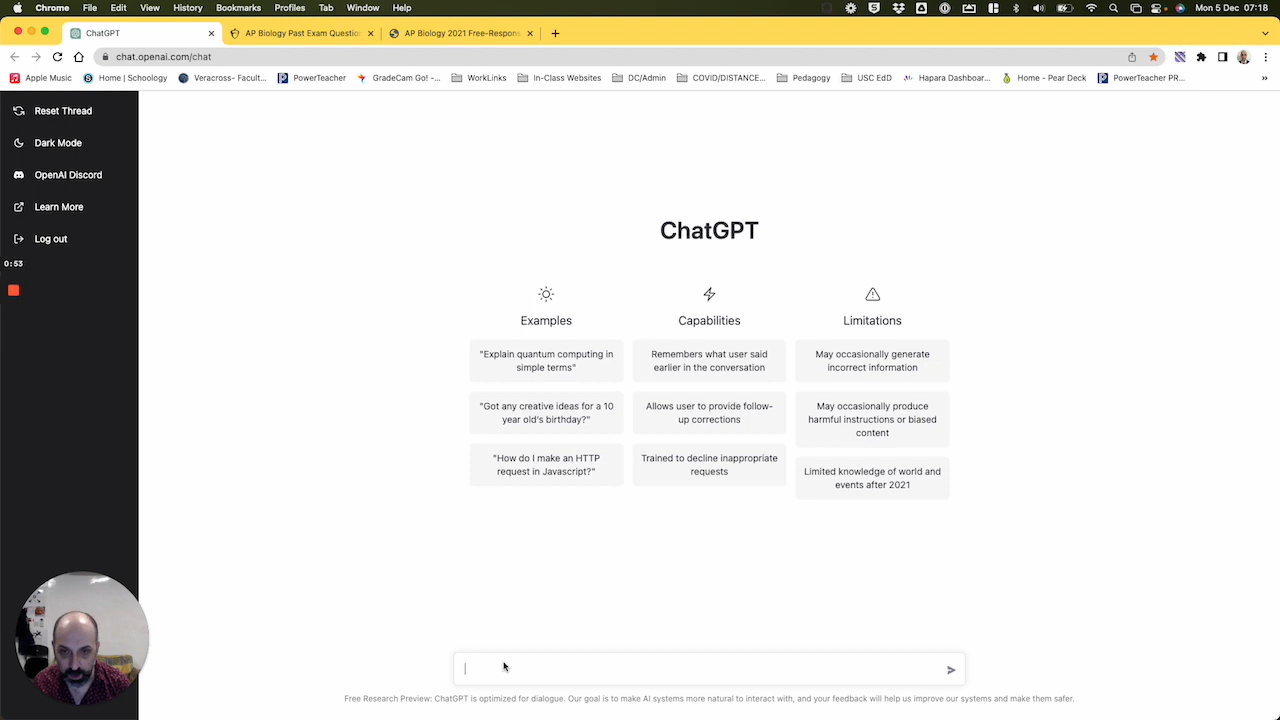 Chrome File Edit View History Bookmarks Profiles Tab Window Help Mon 5 Dec 07:18
ChatGPT AP Biology Past Exam Questio AP Biology 2021 Free-Respons
chat.openai.com/chat
Apple Music Home | Schoology Veracross- Facult... PowerTeacher GradeCam Go! -... WorkLinks In-Class Websites DC/Admin COVID/DISTANCE... Pedagogy USC EdD Hapara Dashboar... Home - Pear Deck PowerTeacher PR... »
Reset Thread
Dark Mode
OpenAI Discord
Learn More
Log out
0:53
ChatGPT
Examples
"Explain quantum computing in
simple terms"
"Got any creative ideas for a 10
year old's birthday?"
"How do I make an HTTP
request in Javascript?"
Capabilities
Remembers what user said
earlier in the conversation
Allows user to provide follow-
up corrections
Trained to decline inappropriate
requests
Limitations
May occasionally generate
incorrect information
May occasionally produce
harmful instructions or biased
content
Limited knowledge of world and
events after 2021
Free Research Preview: ChatGPT is optimized for dialogue. Our goal is to make AI systems more natural to interact with, and your feedback will help us improve our systems and make them safer.